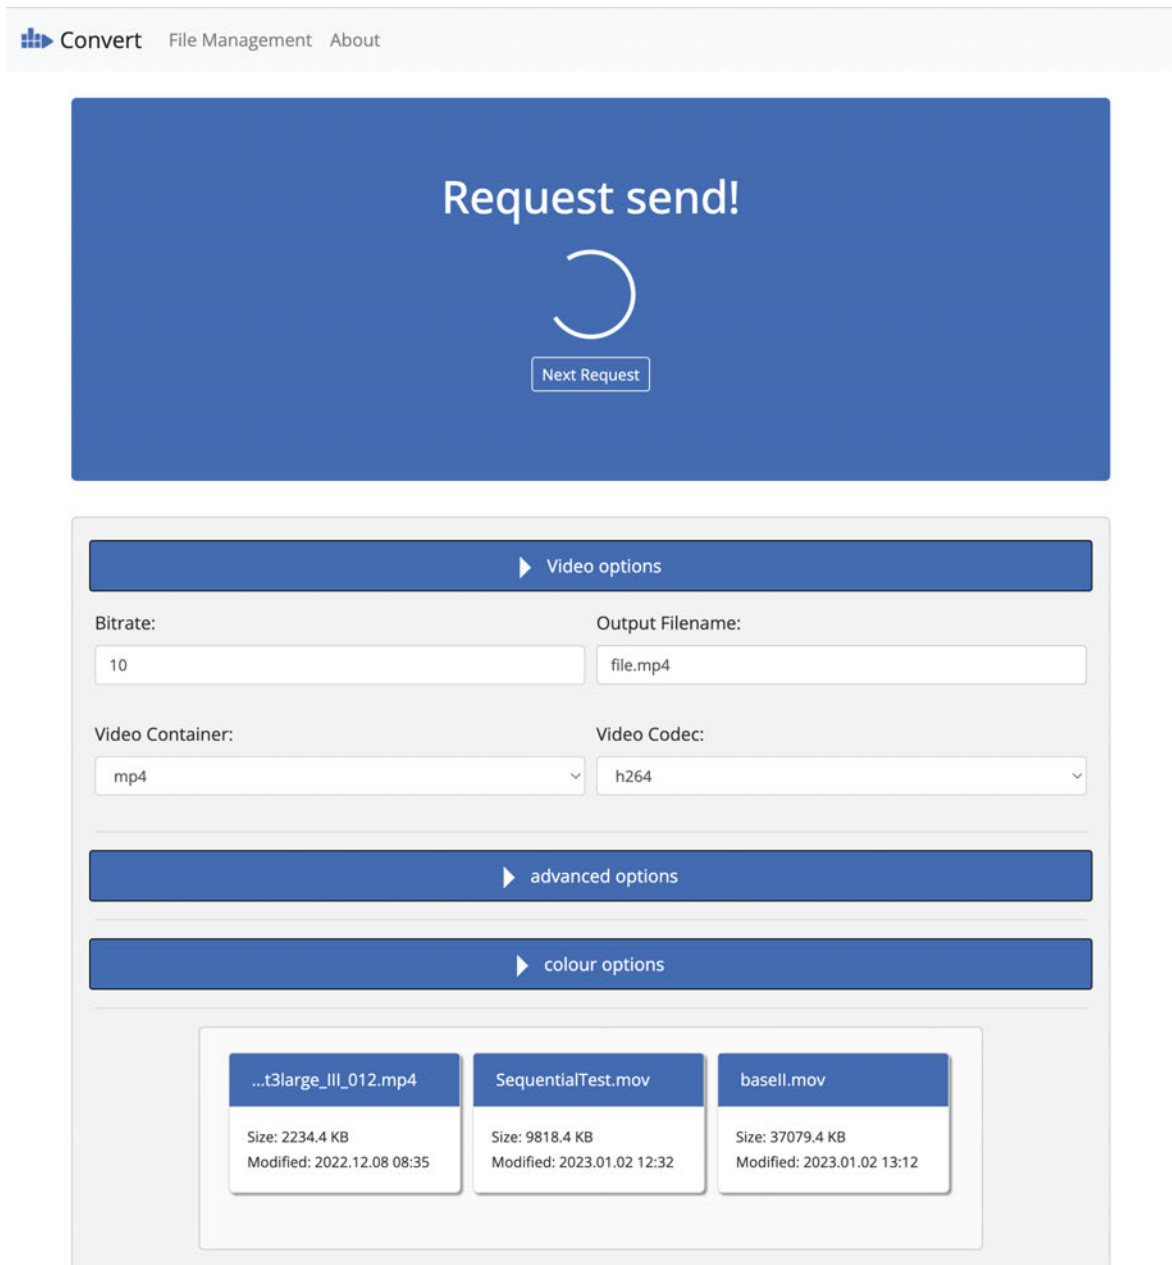 Convert File Management About
Request send!
Next Request
Video options
Bitrate: Output Filename:
10 file.mp4
Video Container: Video Codec:
mp4 h264
advanced options
colour options
...t3large_III_012.mp4 SequentialTest.mov baseII.mov
Size: 2234.4 KB Size: 9818.4 KB Size: 37079.4 KB
Modified: 2022.12.08 08:35 Modified: 2023.01.02 12:32 Modified: 2023.01.02 13:12